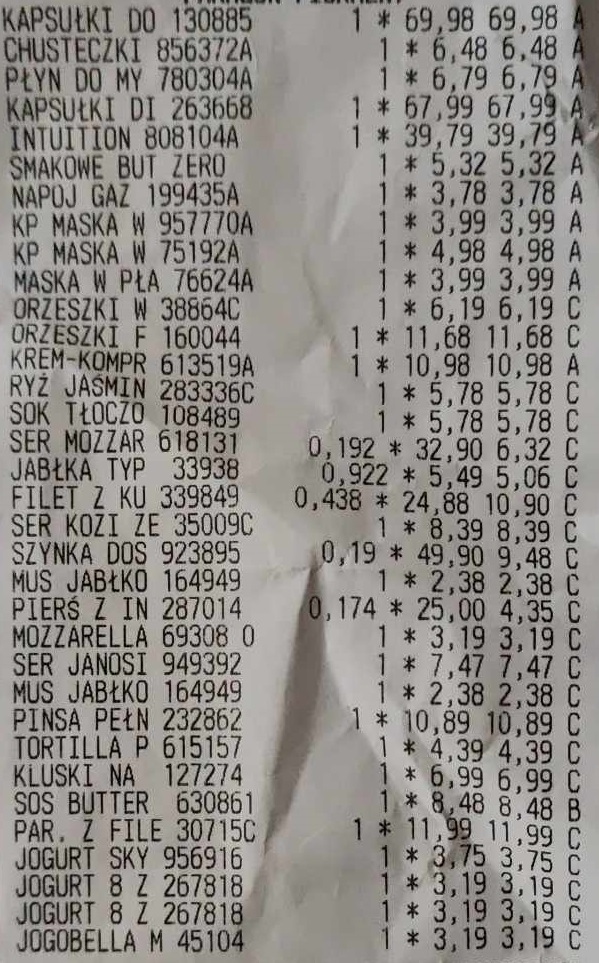 KAPSUŁKI DO 130885 1 * 69,98 69,98 A
CHUSTECZKI 856372A 1 * 6,48 6,48 A
PŁYN DO MY 780304A 1 * 6,79 6,79 A
KAPSUŁKI DI 263668 1 * 67,99 67,99 A
INTUITION 808104A 1 * 39,79 39,79 A
SMAKOWE BUT ZERO 1 * 5,32 5,32 A
NAPOJ GAZ 199435A 1 * 3,78 3,78 A
KP MASKA W 957770A 1 * 3,99 3,99 A
KP MASKA W 75192A 1 * 4,98 4,98 A
MASKA W PŁA 76624A 1 * 3,99 3,99 A
ORZESZKI W 38864C 1 * 6,19 6,19 C
ORZESZKI F 160044 1 * 11,68 11,68 C
KREM-KOMPR 613519A 1 * 10,98 10,98 A
RYŻ JAŚMIN 283336C 1 * 5,78 5,78 C
SOK TŁOCZO 108489 1 * 5,78 5,78 C
SER MOZZAR 618131 0,192 * 32,90 6,32 C
JABŁKA TYP 33938 0,922 * 5,49 5,06 C
FILET Z KU 339849 0,438 * 24,88 10,90 C
SER KOZI ZE 35009C 1 * 8,39 8,39 C
SZYNKA DOS 923895 0,19 * 49,90 9,48 C
MUS JABŁKO 164949 1 * 2,38 2,38 C
PIERŚ Z IN 287014 0,174 * 25,00 4,35 C
MOZZARELLA 69308 0 1 * 3,19 3,19 C
SER JANOSI 949392 1 * 7,47 7,47 C
MUS JABŁKO 164949 1 * 2,38 2,38 C
PINSA PEŁN 232862 1 * 10,89 10,89 C
TORTILLA P 615157 1 * 4,39 4,39 C
KLUSKI NA 127274 1 * 6,99 6,99 C
SOS BUTTER 630861 1 * 8,48 8,48 B
PAR. Z FILE 30715C 1 * 11,99 11,99 C
JOGURT SKY 956916 1 * 3,75 3,75 C
JOGURT 8 Z 267818 1 * 3,19 3,19 C
JOGURT 8 Z 267818 1 * 3,19 3,19 C
JOGOBELLA M 45104 1 * 3,19 3,19 C